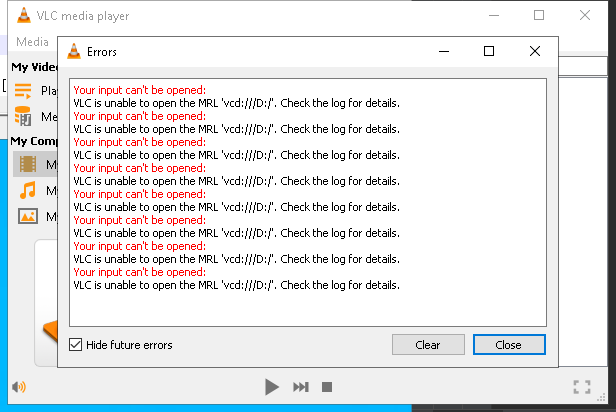 VLC media player
Media
Errors
My Video
Your input can't be opened:
VLC is unable to open the MRL 'vcd:///D:/'. Check the log for details.
Your input can't be opened:
VLC is unable to open the MRL 'vcd:///D:/'. Check the log for details.
Your input can't be opened:
VLC is unable to open the MRL 'vcd:///D:/'. Check the log for details.
Your input can't be opened:
VLC is unable to open the MRL 'vcd:///D:/'. Check the log for details.
Your input can't be opened:
VLC is unable to open the MRL 'vcd:///D:/'. Check the log for details.
Your input can't be opened:
VLC is unable to open the MRL 'vcd:///D:/'. Check the log for details.
Your input can't be opened:
VLC is unable to open the MRL 'vcd:///D:/'. Check the log for details.
Your input can't be opened:
VLC is unable to open the MRL 'vcd:///D:/'. Check the log for details.
Play
Me
My Comp
My
My
My
Hide future errors
Clear
Close